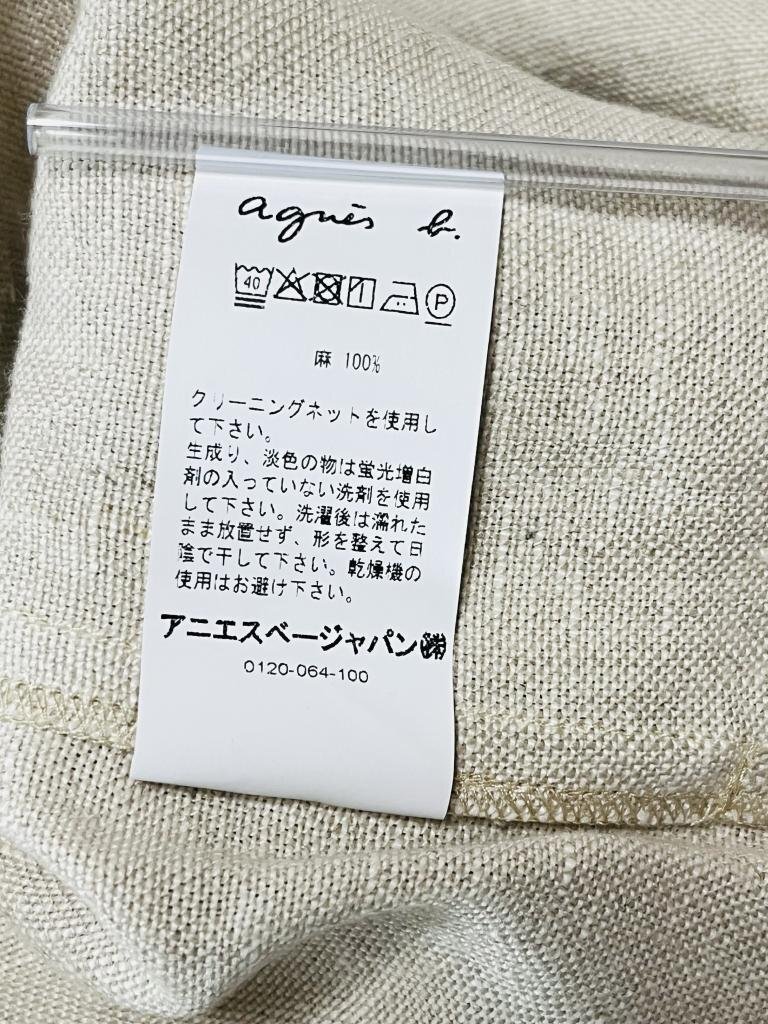 agnès b.
40 P
麻 100%
クリーニングネットを使用し
て下さい。
生成り、淡色の物は蛍光増白
剤の入っていない洗剤を使用
して下さい。洗濯後は濡れた
まま放置せず、形を整えて日
陰で干して下さい。乾燥機の
使用はお避け下さい。
アニエスベージャパン㈱
0120-064-100